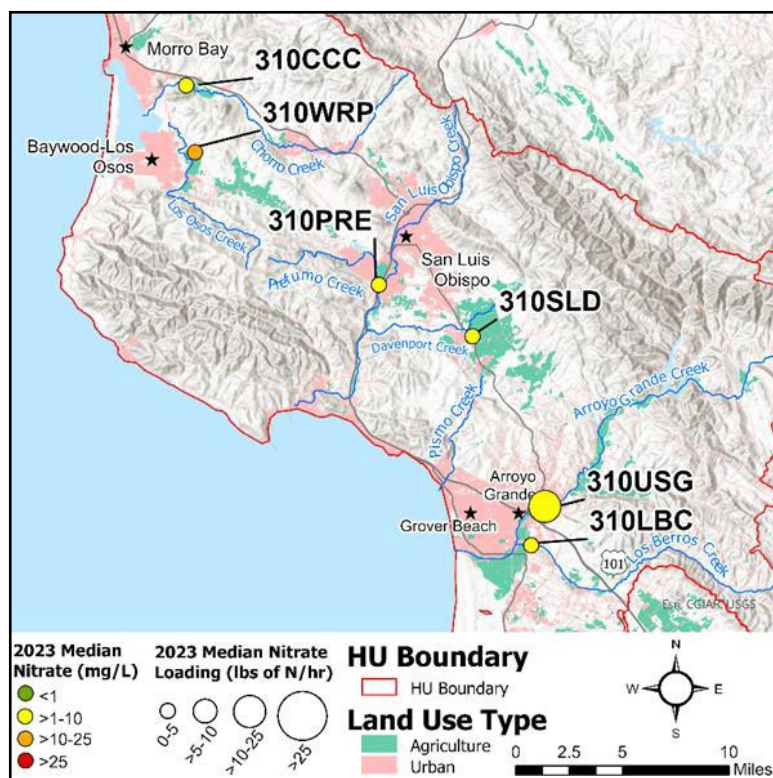 Morro Bay
310CCC
310WRP
Baywood-Los
Osos
Chorro Creek
San Luis Obispo Creek
Los Osos Creek
310PRE
San Luis
Obispo
Prefumo Creek
310SLD
Davenport Creek
Arroyo Grande Creek
Pismo Creek
Arroyo
Grande
310USG
Grover Beach
310LBC
Los Berros Creek
101
Esri, CGIAR, USGS
2023 Median
Nitrate (mg/L)
<1
>1-10
>10-25
>25
2023 Median Nitrate
Loading (lbs of N/hr)
0-5
>5-10
>10-25
>25
HU Boundary
HU Boundary
Land Use Type
Agriculture
Urban
N
W
E
S
0 2.5 5 10
Miles